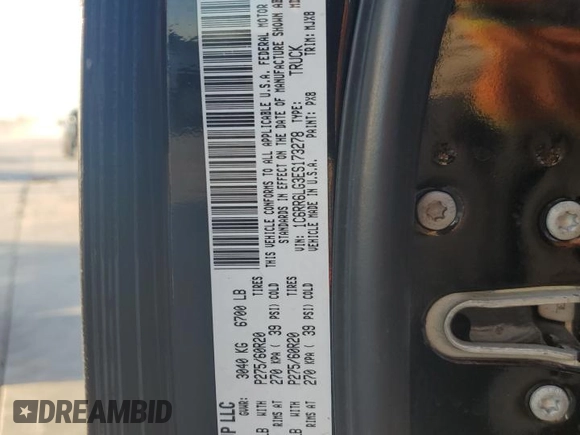 P LLC
GVWR: 3040 KG 6700 LB
LB WITH P275/60R20 TIRES
RIMS AT 270 KPA ( 39 PSI) COLD
LB WITH P275/60R20 TIRES
RIMS AT 270 KPA ( 39 PSI) COLD
THIS VEHICLE CONFORMS TO ALL APPLICABLE U.S.A. FEDERAL MOTOR
STANDARDS IN EFFECT ON THE DATE OF MANUFACTURE SHOWN
VIN: 1C6RR6LG3ES173278 TYPE: TRUCK
VEHICLE MADE IN U.S.A. PAINT: PX8 TRIM: MJX8
BidHistory.org